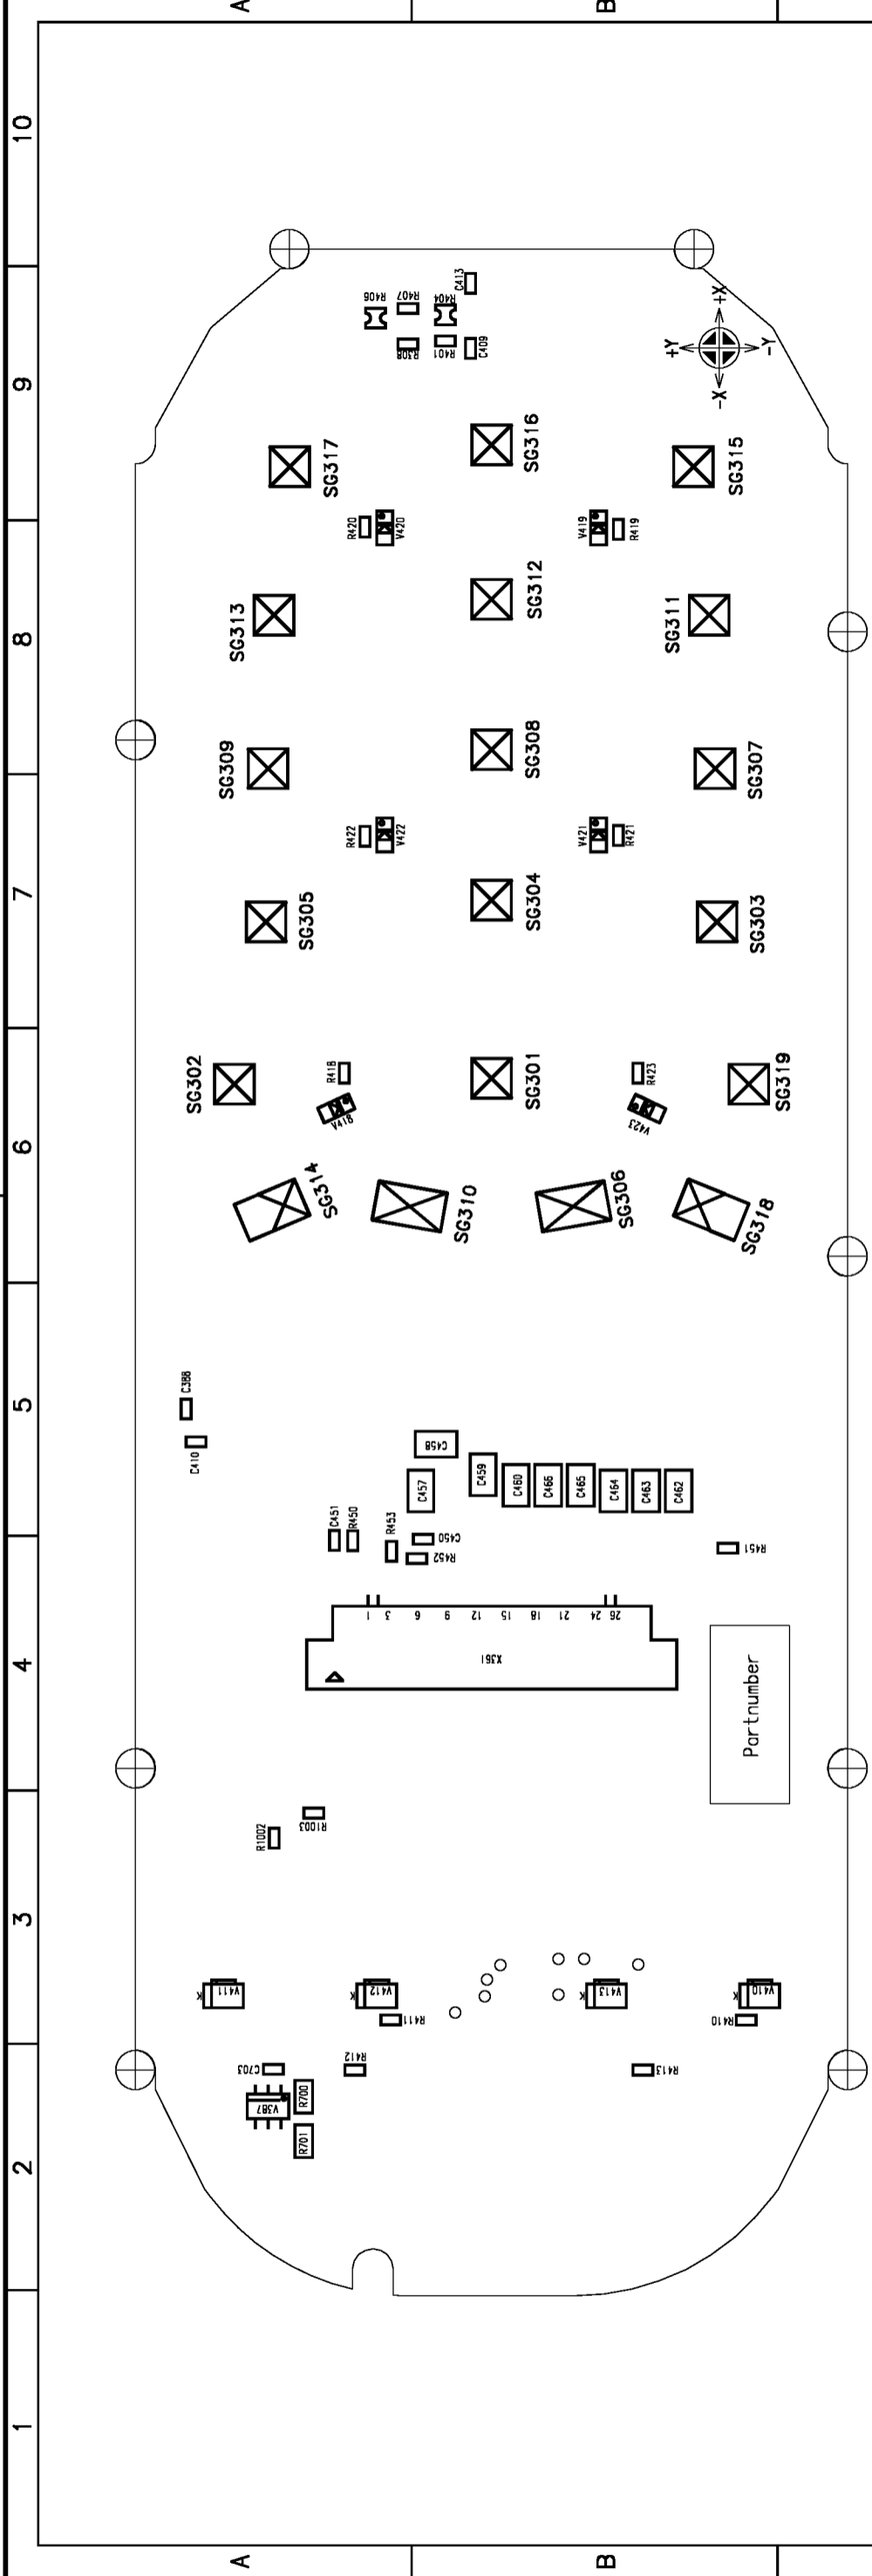 A
B
10
R406
R407
R404
C413
R308
R401
C409
+X
+Y
-Y
-X
9
SG317
SG316
SG315
R420
V420
V419
R419
SG313
SG312
SG311
8
SG309
SG308
SG307
R422
V422
V421
R421
7
SG305
SG304
SG303
SG302
R418
V418
SG301
R423
V423
SG319
6
SG314
SG310
SG306
SG318
5
C388
C410
C458
C457
C459
C460
C466
C465
C464
C463
C462
C451
R450
R453
C450
R452
R451
1
3
6
9
12
15
18
21
24
26
X361
4
Partnumber
R1002
R1003
3
K
V411
K
V412
K
V413
K
V410
R411
R410
C703
R412
R413
V387
R700
R701
2
1
A
B